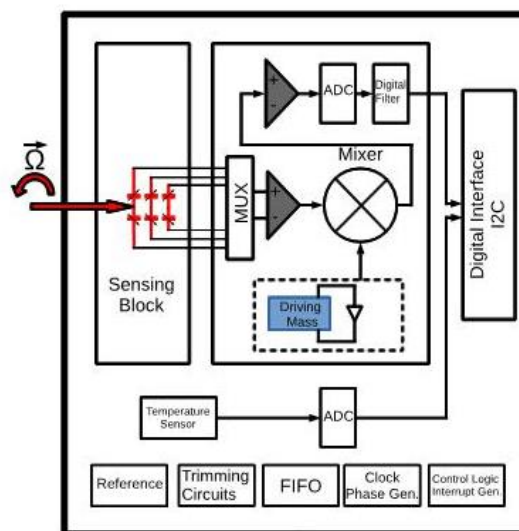 +
-
ADC
Digital
Filter
Mixer
Ω
MUX
+
-
Digital Interface
I2C
Sensing
Block
Driving
Mass
Temperature
Sensor
ADC
Reference
Trimming
Circuits
FIFO
Clock
Phase Gen.
Control Logic
Interrupt Gen.